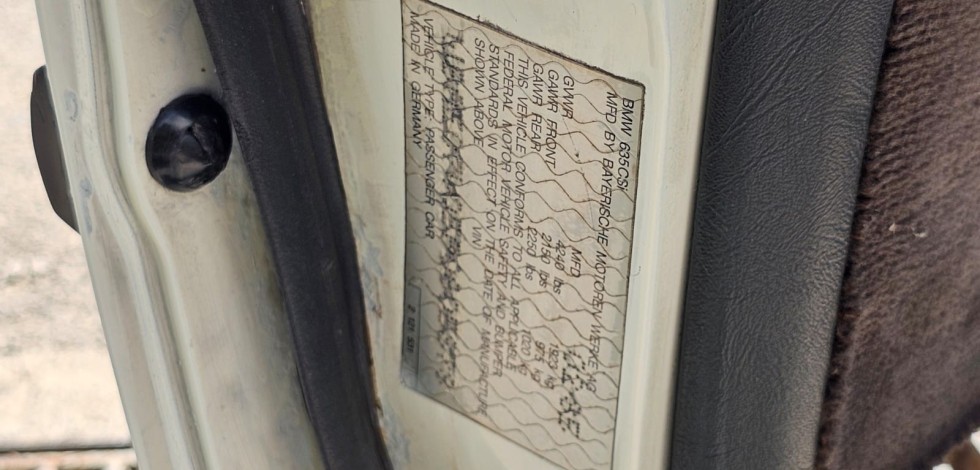 BMW 635CSi
MFD BY BAYERISCHE MOTOREN WERKE AG
MFD
GVWR 4240 lbs 1923 kg
GAWR FRONT 2150 lbs 975 kg
GAWR REAR 2250 lbs 1020 kg
THIS VEHICLE CONFORMS TO ALL APPLICABLE
FEDERAL MOTOR VEHICLE SAFETY AND BUMPER
STANDARDS IN EFFECT ON THE DATE OF MANUFACTURE
SHOWN ABOVE. (VIN)
VEHICLE TYPE: PASSENGER CAR
MADE IN GERMANY